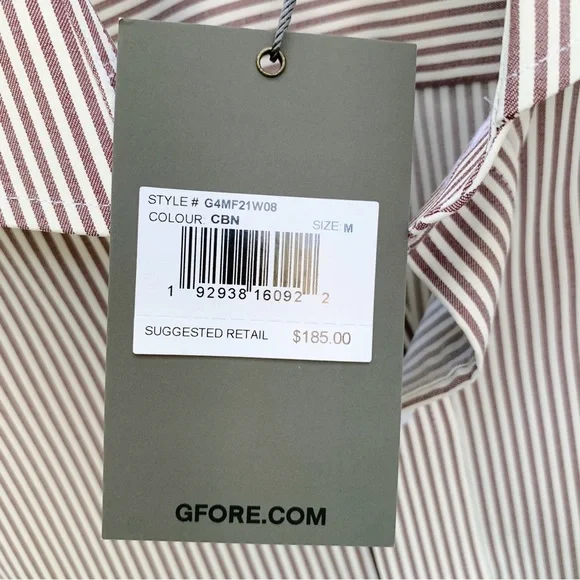 STYLE # G4MF21W08
COLOUR: CBN SIZE: M
1 92938 16092 2
SUGGESTED RETAIL $185.00
GFORE.COM